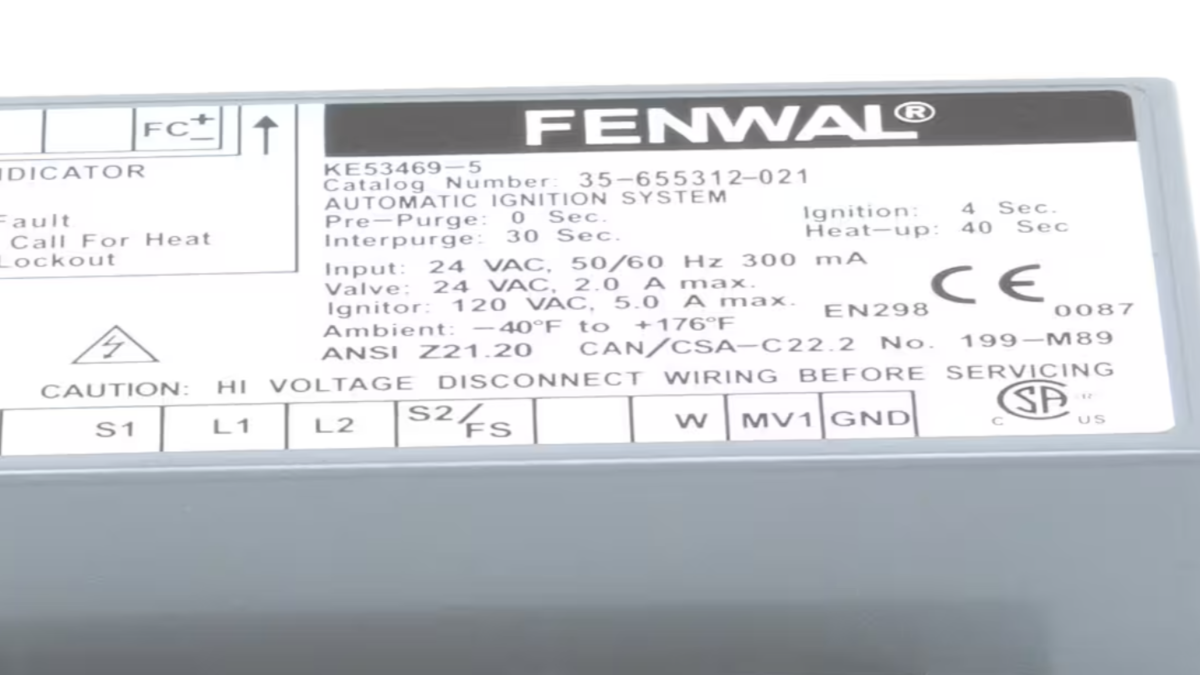 FENWAL®
FC+−
INDICATOR
Fault
Call For Heat
Lockout
KE53469-5
Catalog Number: 35-655312-021
AUTOMATIC IGNITION SYSTEM
Pre-Purge: 0 Sec. Ignition: 4 Sec.
Interpurge: 30 Sec. Heat-up: 40 Sec
Input: 24 VAC, 50/60 Hz 300 mA
Valve: 24 VAC, 2.0 A max.
Ignitor: 120 VAC, 5.0 A max. EN298 CE 0087
Ambient: -40°F to +176°F
ANSI Z21.20 CAN/CSA-C22.2 No. 199-M89
CAUTION: HI VOLTAGE DISCONNECT WIRING BEFORE SERVICING
S1 L1 L2 S2/FS W MV1 GND
C SA US